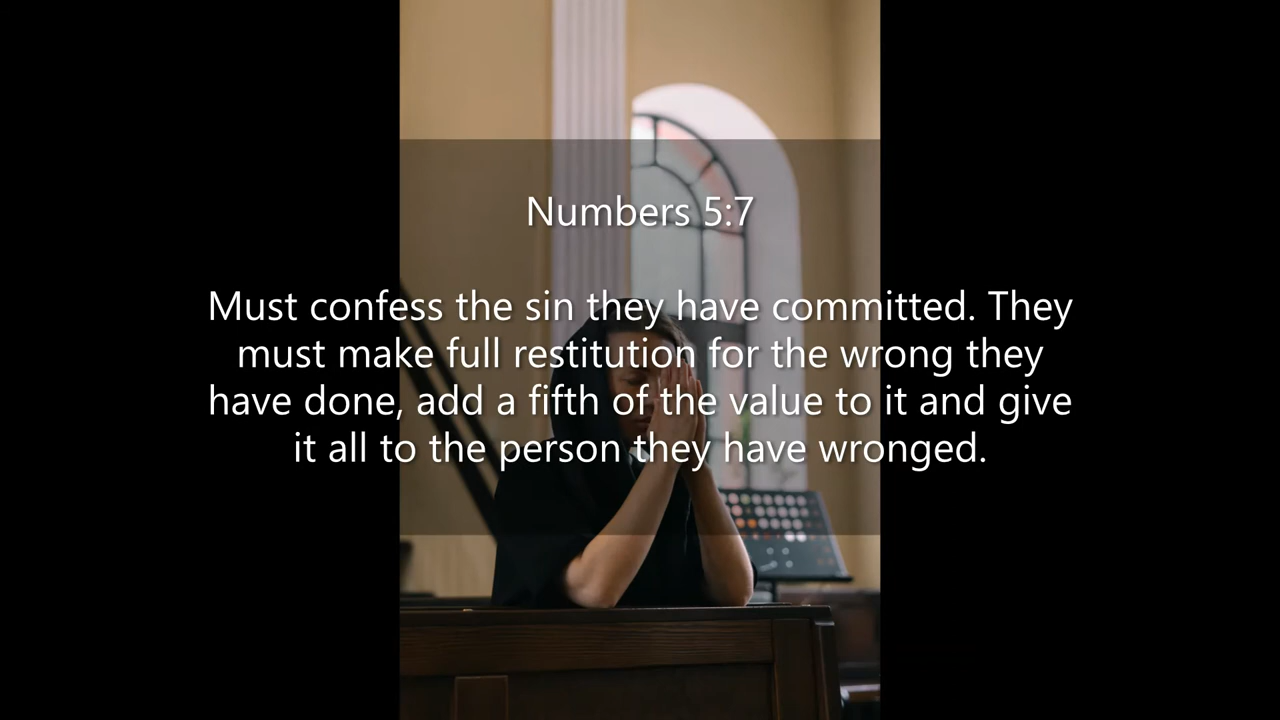 Numbers 5:7
Must confess the sin they have committed. They
must make full restitution for the wrong they
have done, add a fifth of the value to it and give
it all to the person they have wronged.